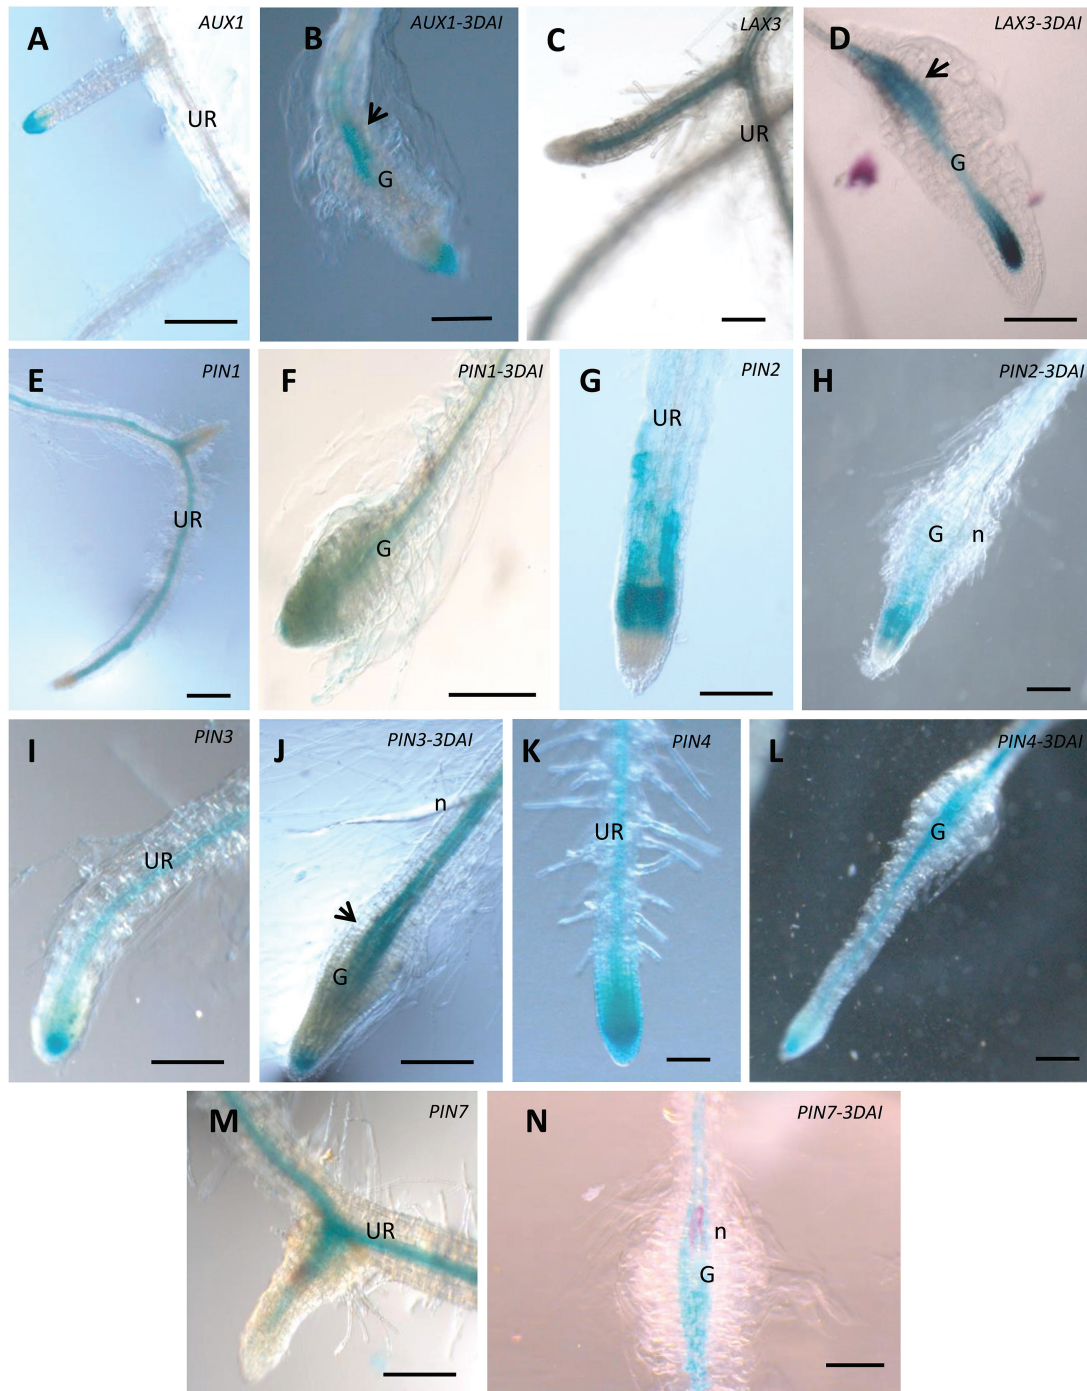 A
AUX1
UR
B
AUX1-3DAI
G
C
LAX3
UR
D
LAX3-3DAI
G
E
PIN1
UR
F
PIN1-3DAI
G
G
PIN2
UR
H
PIN2-3DAI
G n
I
PIN3
UR
J
PIN3-3DAI
n
G
K
PIN4
UR
L
PIN4-3DAI
G
M
PIN7
UR
N
PIN7-3DAI
n
G